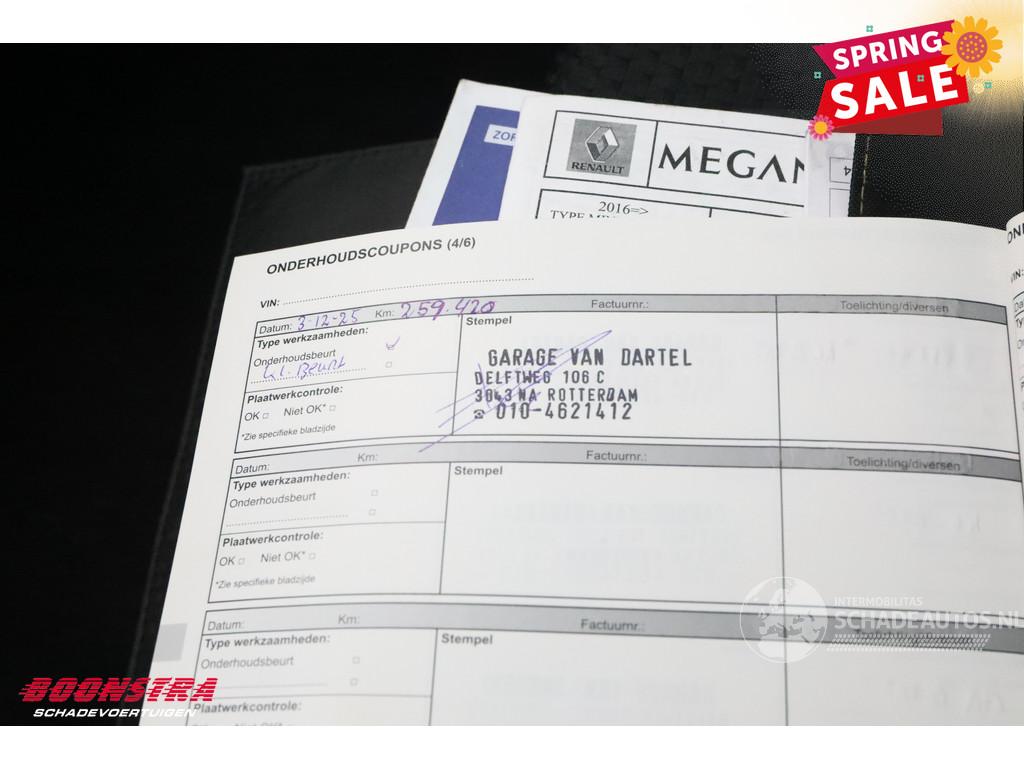 SPRING
SALE
ZOR
RENAULT
MEGAN
2016=>
ONDERHOUDSCOUPONS (4/6)
VIN:
Datum: 3-12-25 Km: 259.420 Factuurnr.: Toelichting/diversen
Type werkzaamheden:
Onderhoudsbeurt
kl. Beurt
Plaatwerkcontrole:
OK □ Niet OK* □
*Zie specifieke bladzijde
Stempel
GARAGE VAN DARTEL
DELFTWEG 106 C
3043 NA ROTTERDAM
☎ 010-4621412
Datum: Km: Factuurnr.: Toelichting/diversen
Type werkzaamheden:
Onderhoudsbeurt □
□
Plaatwerkcontrole:
OK □ Niet OK* □
*Zie specifieke bladzijde
Stempel
Datum: Km: Factuurnr.:
Type werkzaamheden:
Onderhoudsbeurt □
□
Plaatwerkcontrole:
Stempel
INTERMOBILITAS
SCHADEAUTOS.NL
BOONSTRA
SCHADEVOERTUIGEN